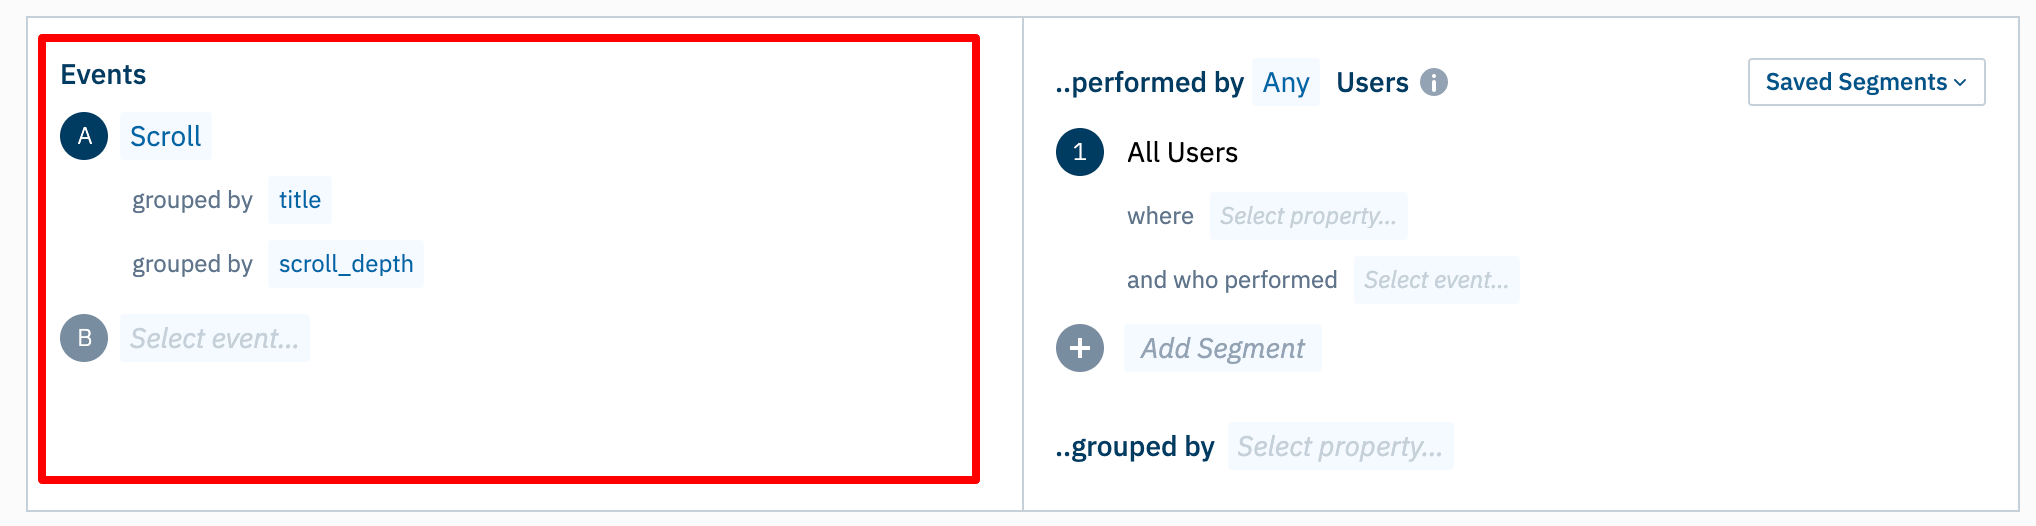 Events
A Scroll
grouped by title
grouped by scroll_depth
B Select event...
..performed by Any Users i
Saved Segments
1 All Users
where Select property...
and who performed Select event...
+ Add Segment
..grouped by Select property...